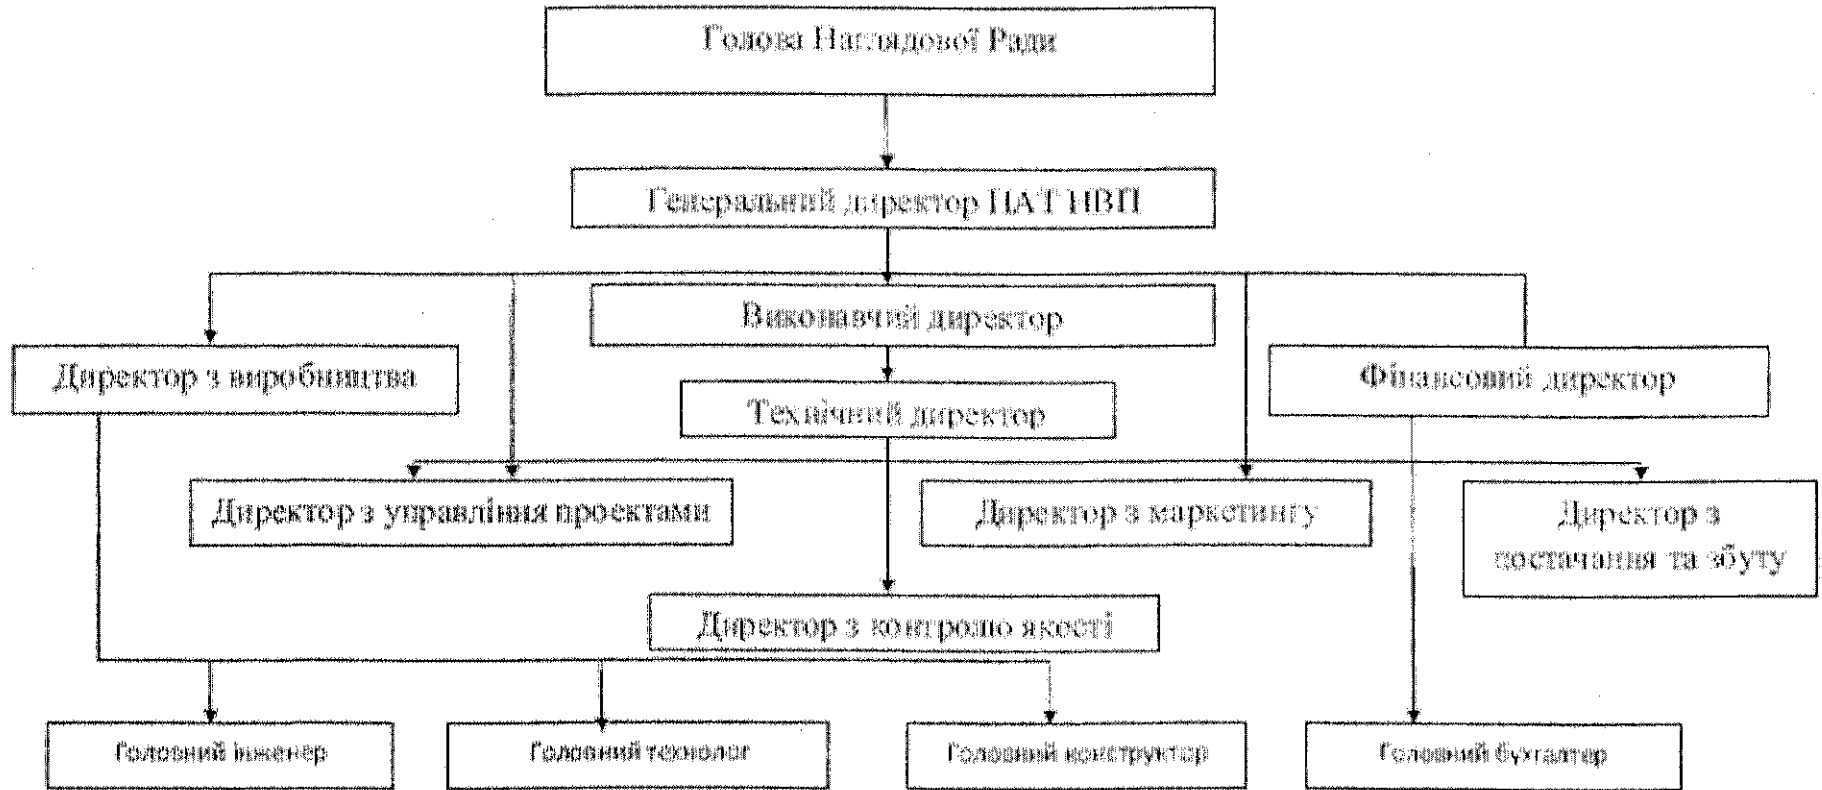 Голова Наглядової Ради
Генеральний директор ПАТ НВП
Виконавчий директор
Директор з виробництва
Фінансовий директор
Технічний директор
Директор з управління проектами
Директор з маркетингу
Директор з
постачання та збуту
Директор з контролю якості
Головний інженер
Головний технолог
Головний конструктор
Головний бухгалтер